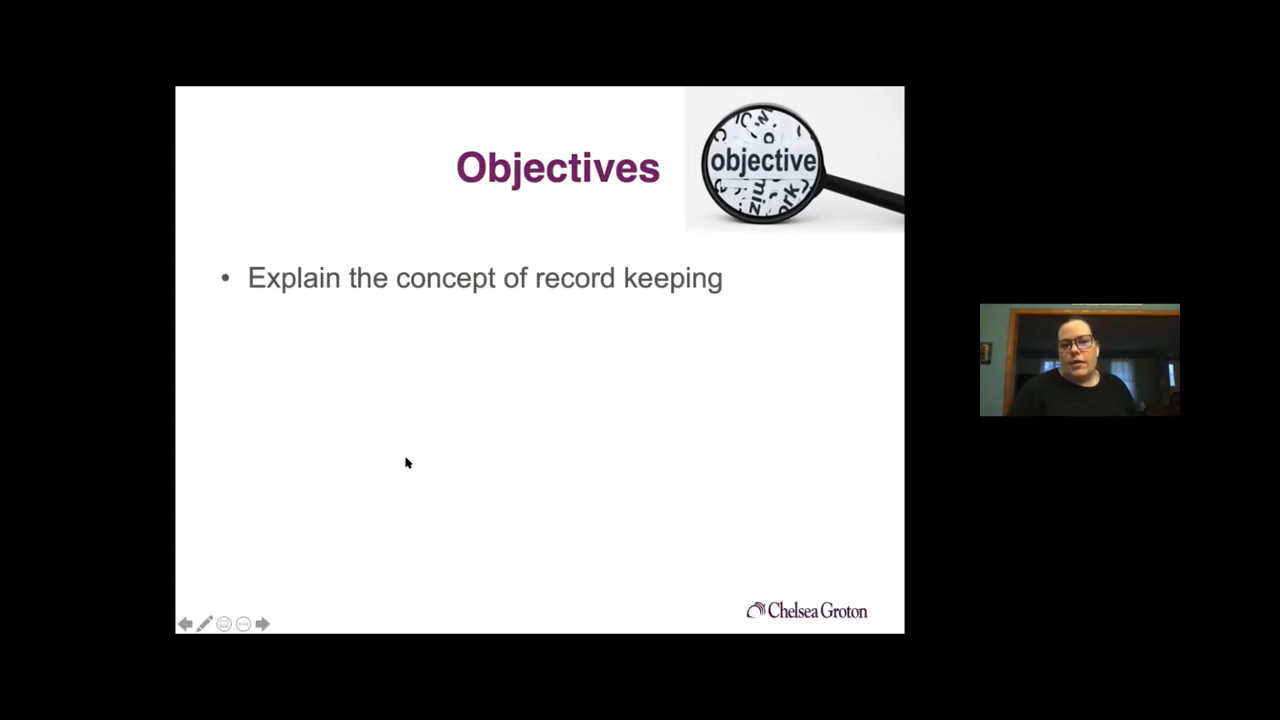 Objectives
objective
• Explain the concept of record keeping
Chelsea Groton